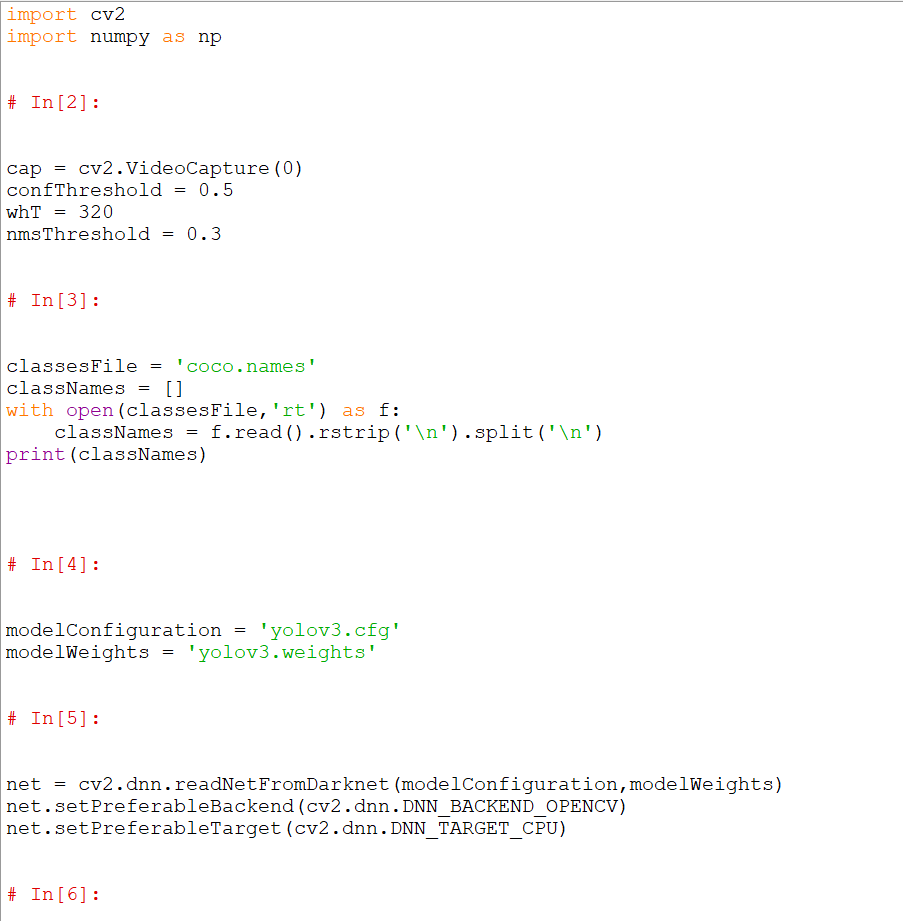 import cv2
import numpy as np
# In[2]:
cap = cv2.VideoCapture(0)
confThreshold = 0.5
whT = 320
nmsThreshold = 0.3
# In[3]:
classesFile = 'coco.names'
classNames = []
with open(classesFile,'rt') as f:
    classNames = f.read().rstrip('\n').split('\n')
print(classNames)
# In[4]:
modelConfiguration = 'yolov3.cfg'
modelWeights = 'yolov3.weights'
# In[5]:
net = cv2.dnn.readNetFromDarknet(modelConfiguration,modelWeights)
net.setPreferableBackend(cv2.dnn.DNN_BACKEND_OPENCV)
net.setPreferableTarget(cv2.dnn.DNN_TARGET_CPU)
# In[6]: